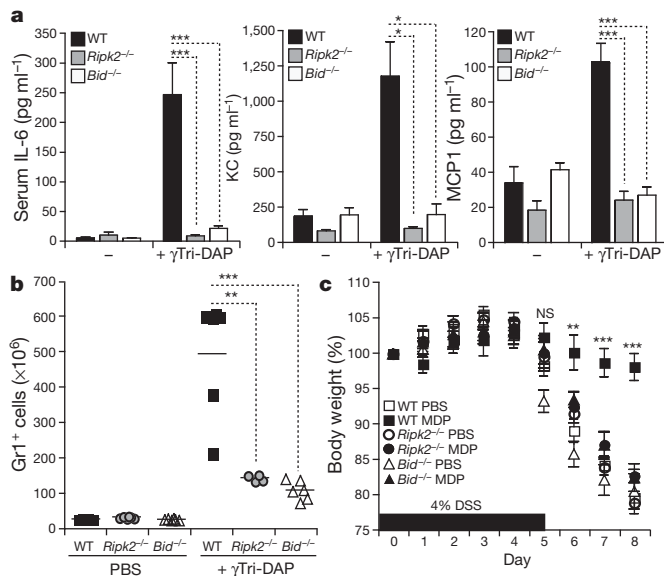 a
Serum IL-6 (pg ml−1)
350
300
250
200
150
100
50
0
WT
Ripk2−/−
Bid−/−
***
***
−
+ γTri-DAP
KC (pg ml−1)
1,500
1,250
1,000
750
500
250
0
WT
Ripk2−/−
Bid−/−
*
*
−
+ γTri-DAP
MCP1 (pg ml−1)
120
100
80
60
40
20
0
WT
Ripk2−/−
Bid−/−
***
***
−
+ γTri-DAP
b
Gr1+ cells (×10⁶)
700
600
500
400
300
200
100
0
***
**
WT Ripk2−/− Bid−/− WT Ripk2−/− Bid−/−
PBS + γTri-DAP
c
Body weight (%)
110
105
100
95
90
85
80
75
NS ** *** ***
WT PBS
WT MDP
Ripk2−/− PBS
Ripk2−/− MDP
Bid−/− PBS
Bid−/− MDP
4% DSS
0 1 2 3 4 5 6 7 8
Day